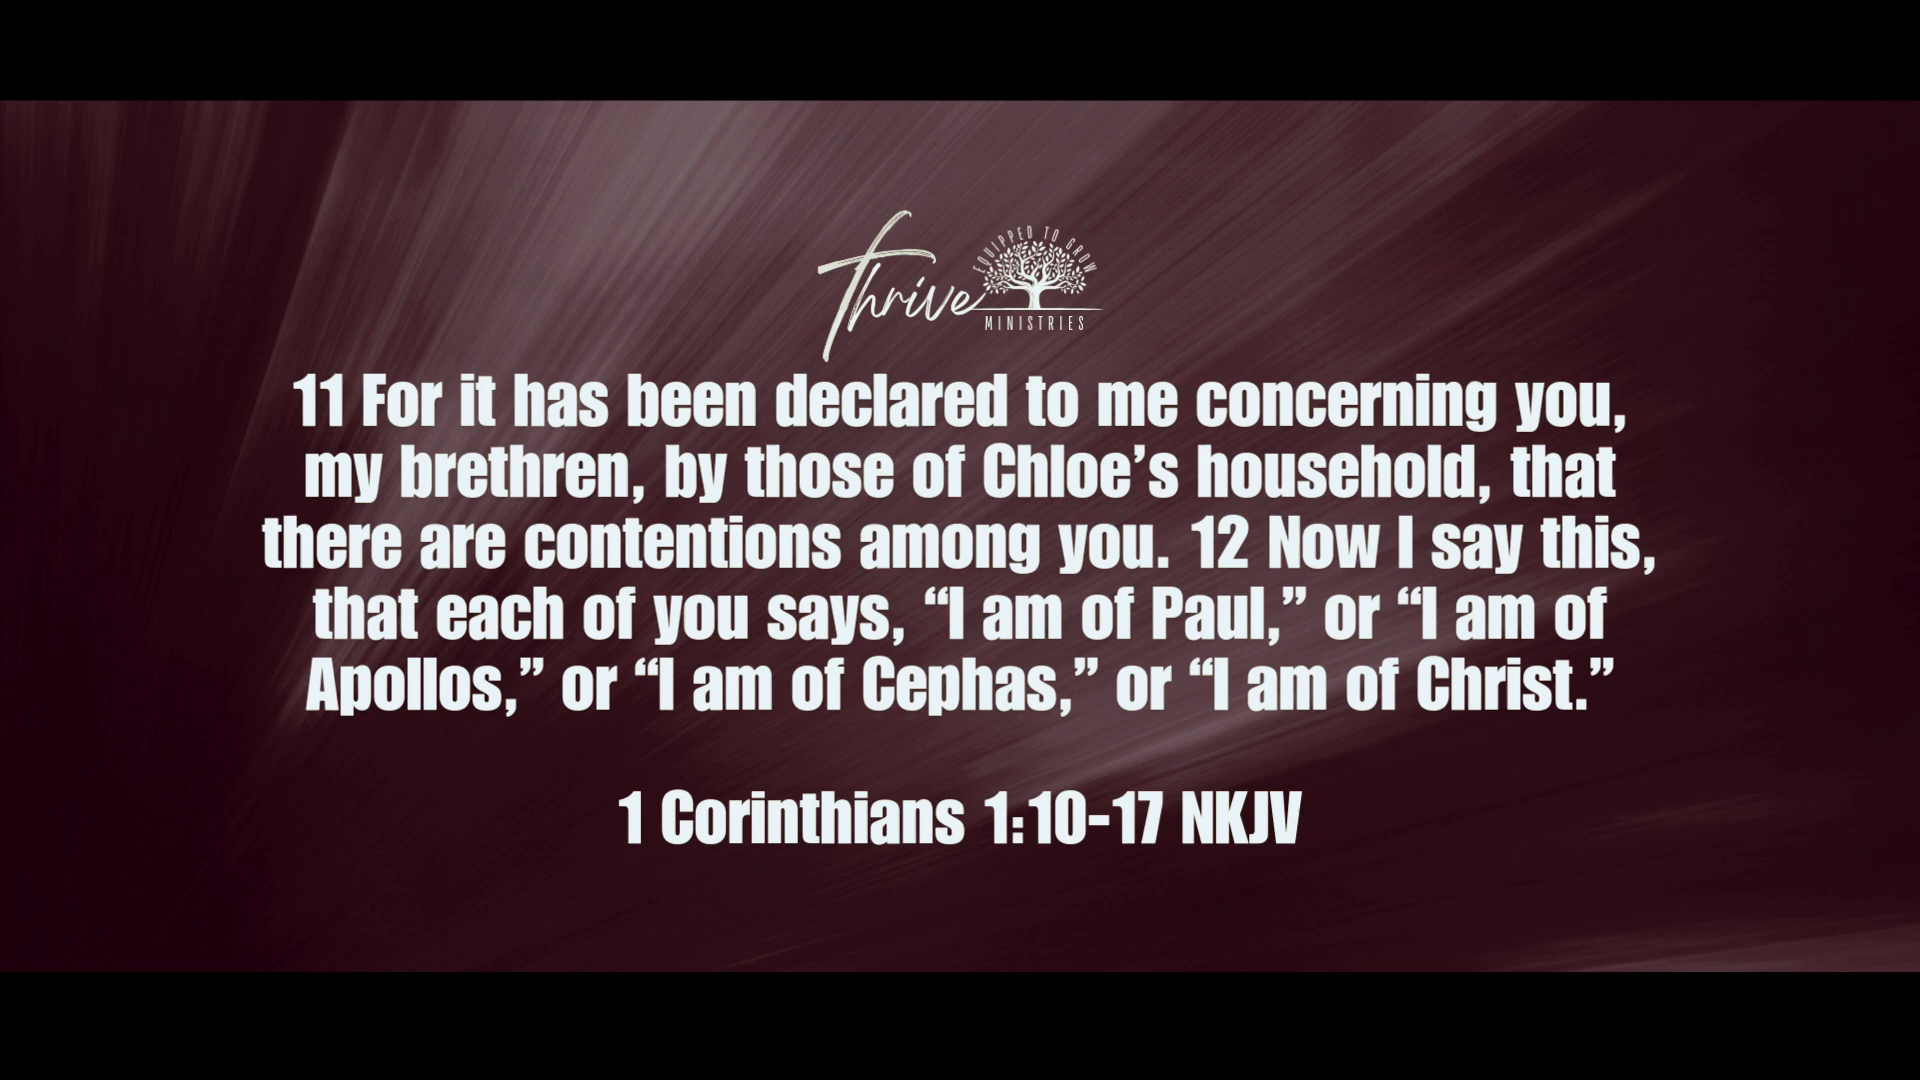 Thrive
EQUIPPED TO GROW
MINISTRIES
11 For it has been declared to me concerning you,
my brethren, by those of Chloe’s household, that
there are contentions among you. 12 Now I say this,
that each of you says, “I am of Paul,” or “I am of
Apollos,” or “I am of Cephas,” or “I am of Christ.”
1 Corinthians 1:10-17 NKJV